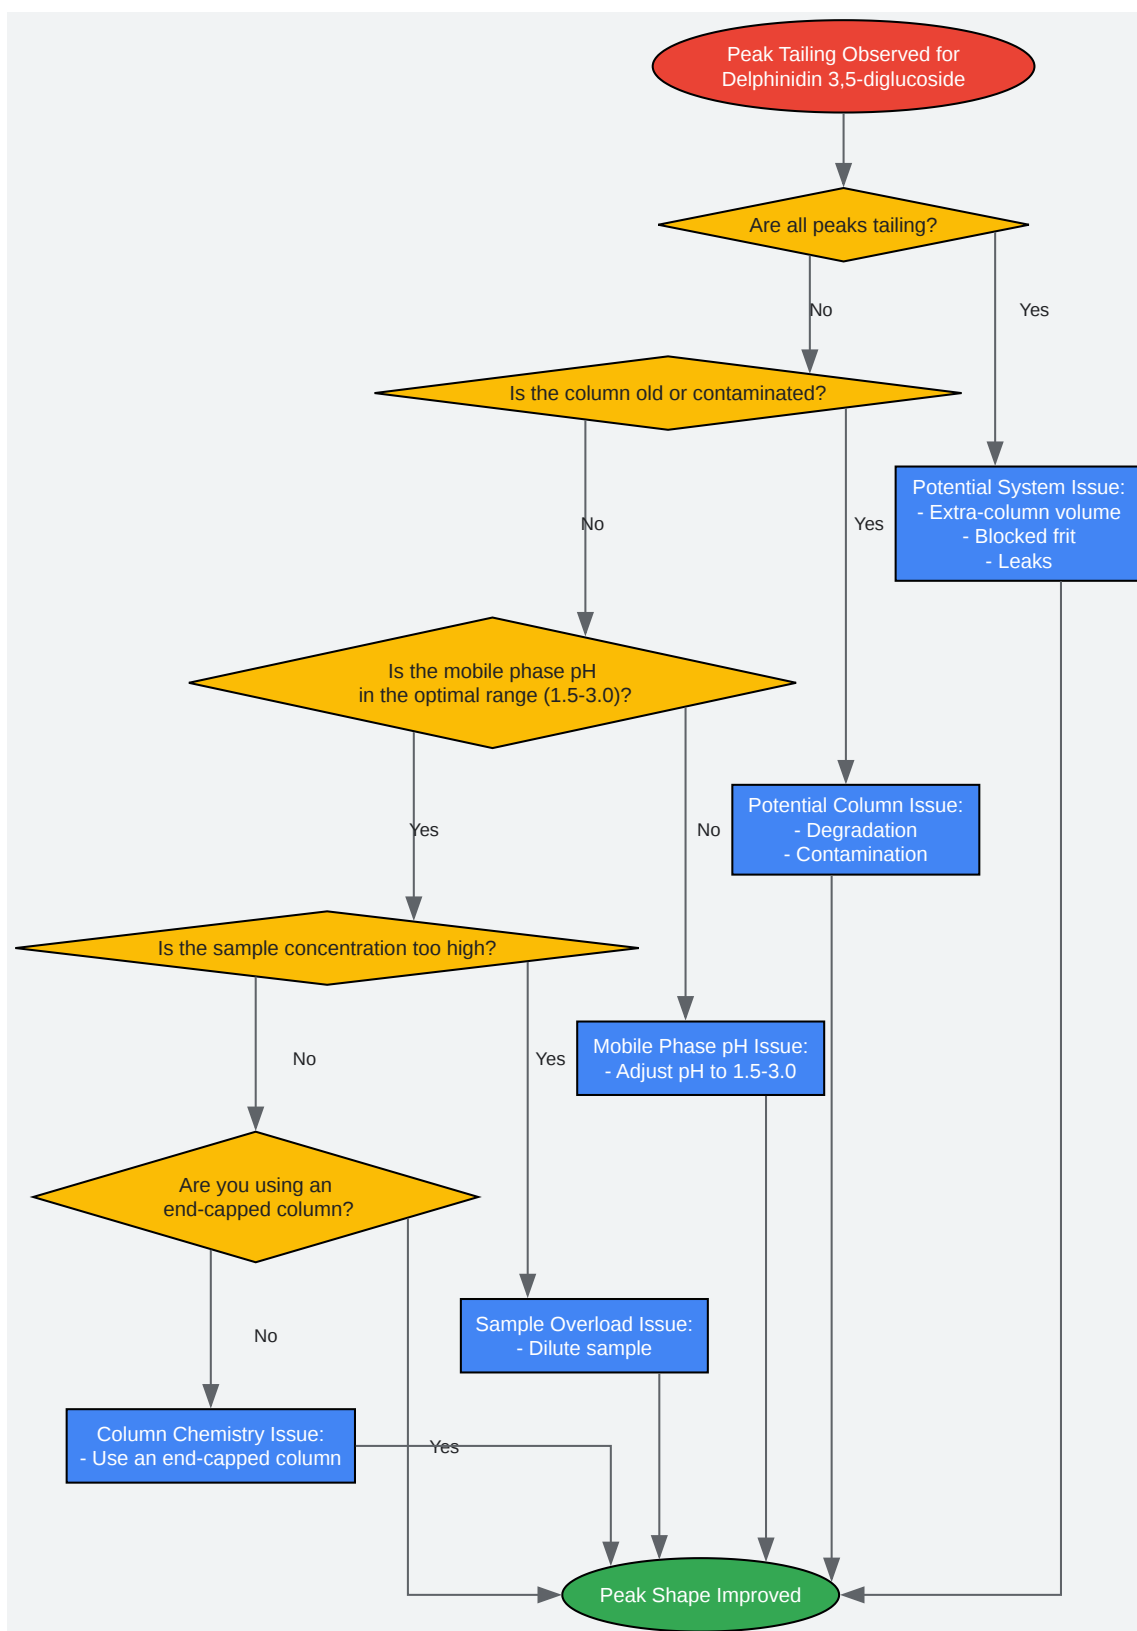 Peak Tailing Observed for
Delphinidin 3,5-diglucoside
Are all peaks tailing?
No
Yes
Is the column old or contaminated?
Potential System Issue:
- Extra-column volume
- Blocked frit
- Leaks
No
Yes
Is the mobile phase pH
in the optimal range (1.5-3.0)?
Potential Column Issue:
- Degradation
- Contamination
Yes
No
Is the sample concentration too high?
Mobile Phase pH Issue:
- Adjust pH to 1.5-3.0
No
Yes
Are you using an
end-capped column?
Sample Overload Issue:
- Dilute sample
No
Column Chemistry Issue:
- Use an end-capped column
Yes
Peak Shape Improved